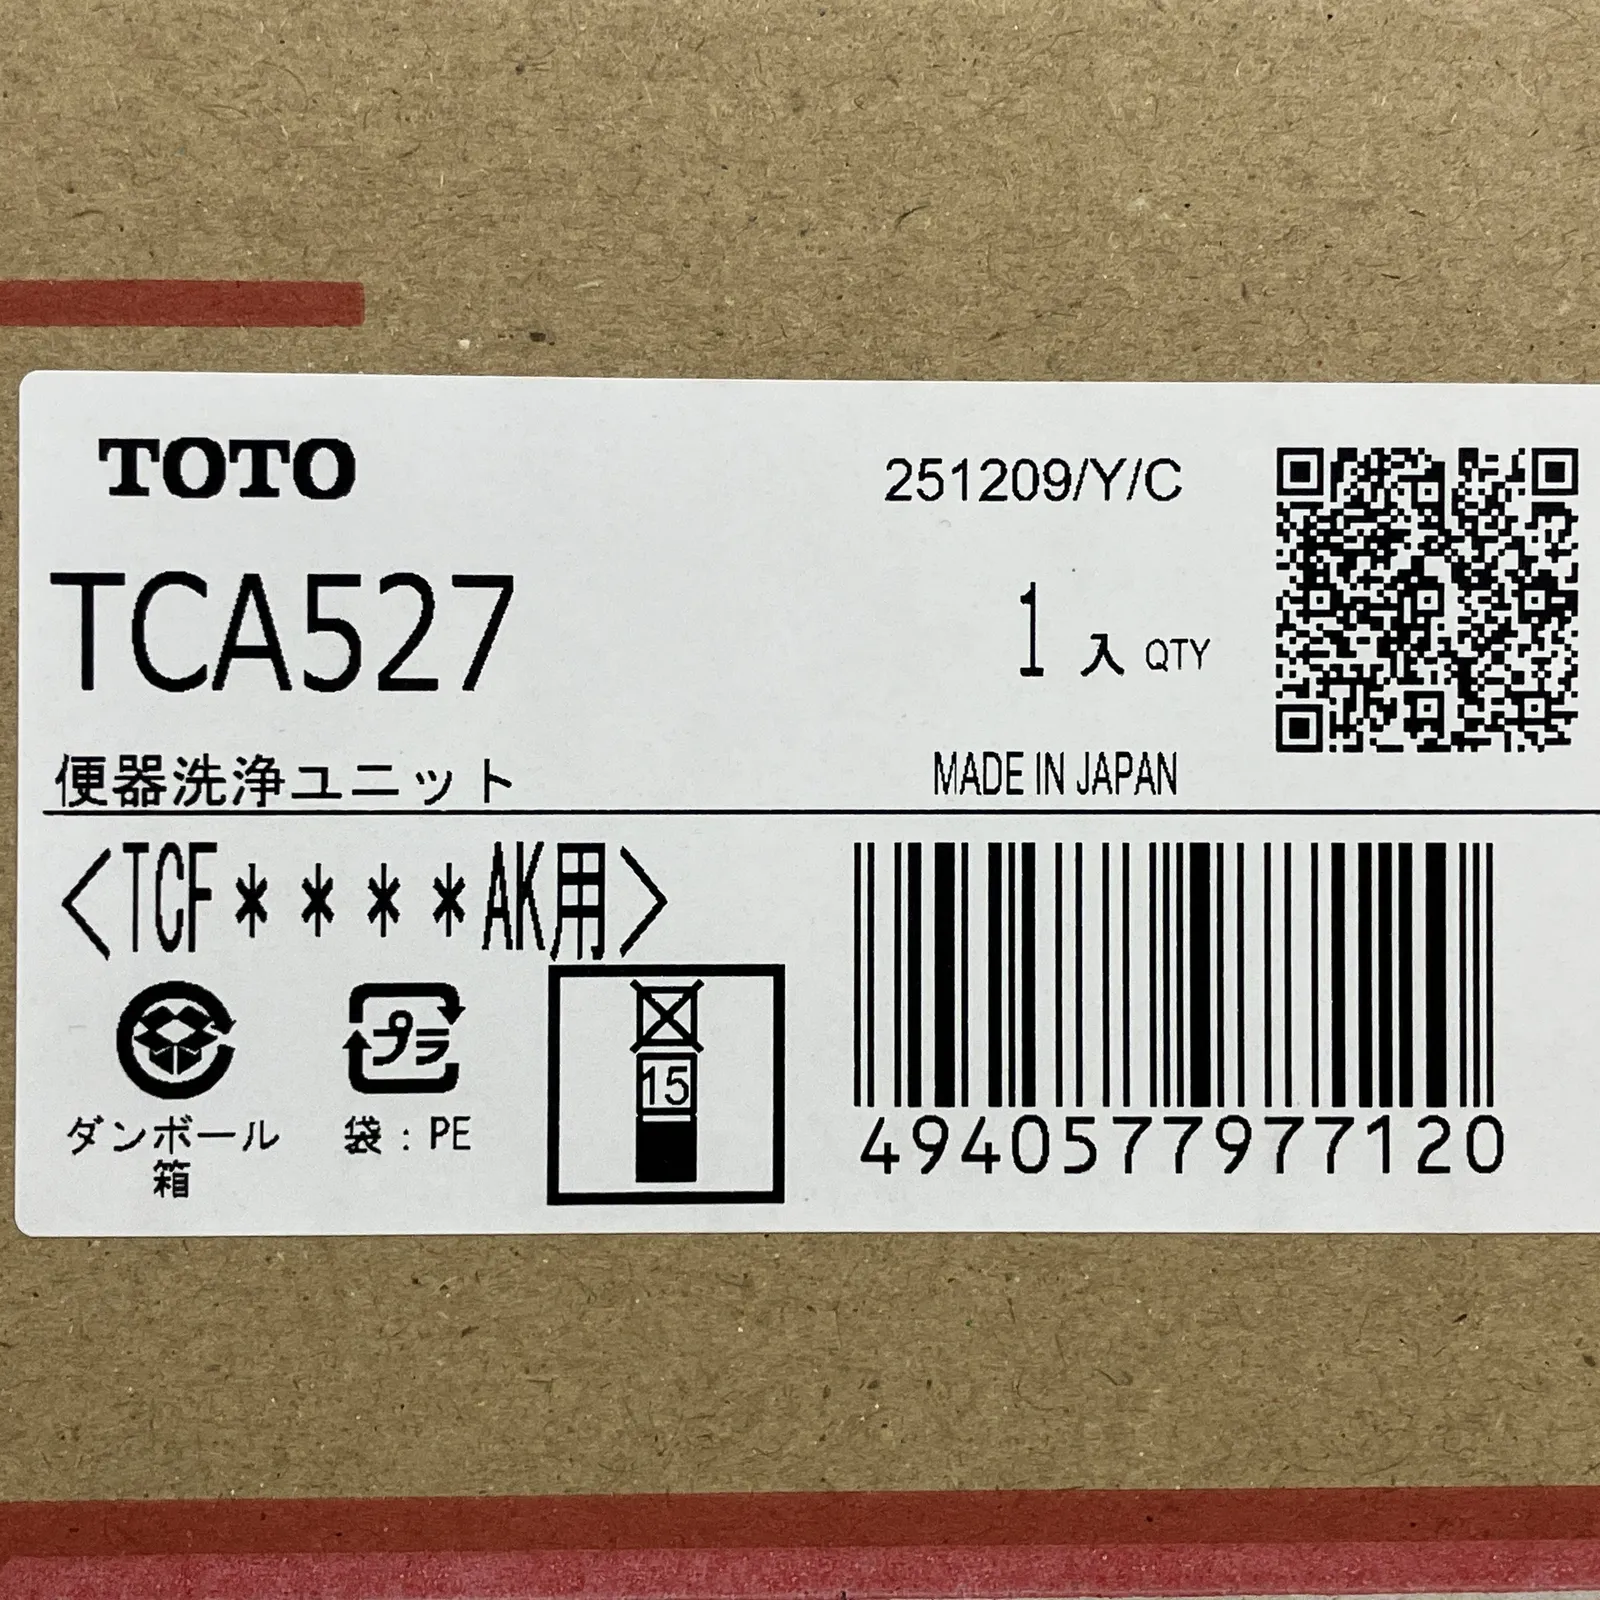 TOTO
251209/Y/C
TCA527
1入 QTY
便器洗浄ユニット
MADE IN JAPAN
<TCF****AK用>
プラ
15
ダンボール
箱
袋:PE
4940577977120